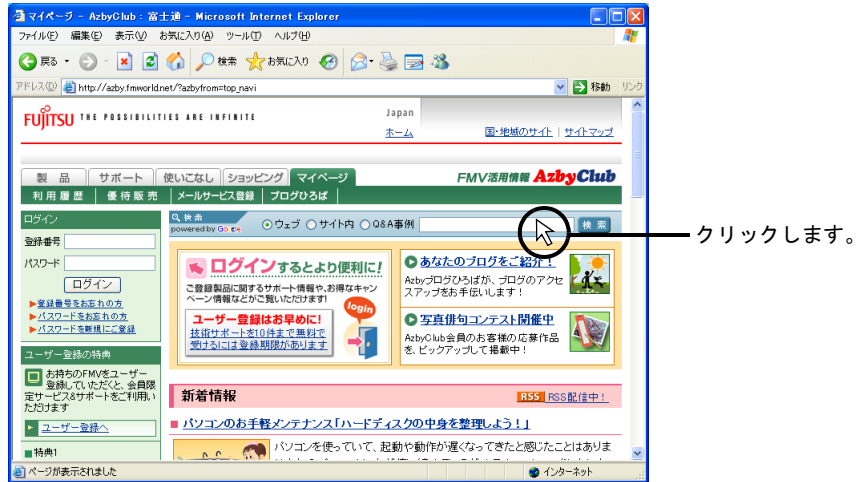 マイページ - AzbyClub : 富士通 - Microsoft Internet Explorer
ファイル(F) 編集(E) 表示(V) お気に入り(A) ツール(T) ヘルプ(H)
戻る 検索 お気に入り
アドレス(D) http://azby.fmworld.net/?azbyfrom=top_navi 移動 リンク
FUJITSU THE POSSIBILITIES ARE INFINITE
Japan
ホーム 国・地域のサイト | サイトマップ
製 品 サポート 使いこなし ショッピング マイページ
FMV活用情報 AzbyClub
利用履歴 優待販売 メールサービス登録 ブログひろば
ログイン
登録番号
パスワード
ログイン
▶登録番号をお忘れの方
▶パスワードをお忘れの方
▶パスワードを新規にご登録
ユーザー登録の特典
お持ちのFMVをユーザー
登録していただくと、会員限
定サービス&サポートをご利用い
ただけます
ユーザー登録へ
■特典1
検索
powered by Google
ウェブ サイト内 Q&A事例 検索
ログインするとより便利に!
ご登録製品に関するサポート情報や、お得なキャン
ペーン情報などがご覧いただけます!
login
ユーザー登録はお早めに!
技術サポートを10件まで無料で
受けるには登録期限があります
あなたのブログをご紹介!
Azbyブログひろばが、ブログのアクセ
スアップをお手伝いします!
写真俳句コンテスト開催中
AzbyClub会員のお客様の応募作品
を、ピックアップして掲載中!
新着情報
RSS RSS配信中!
■ パソコンのお手軽メンテナンス「ハードディスクの中身を整理しよう!」
パソコンを使っていて、起動や動作が遅くなってきたと感じたことはありま
ページが表示されました
インターネット
クリックします。